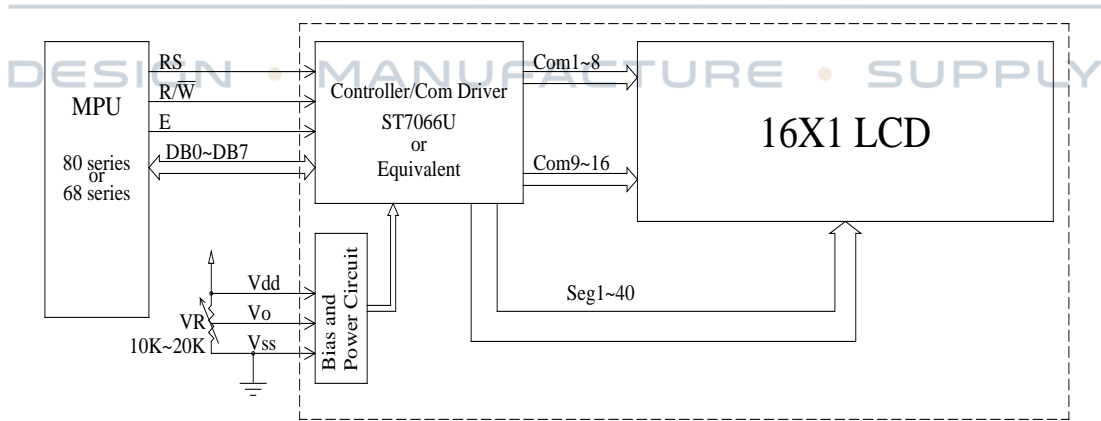 DESIGN • MANUFACTURE • SUPPLY
MPU
80 series
or
68 series
RS
R/W̅
E
DB0~DB7
Controller/Com Driver
ST7066U
or
Equivalent
Com1~8
Com9~16
16X1 LCD
Seg1~40
Vdd
VR
Vo
10K~20K
Vss
Bias and
Power Circuit